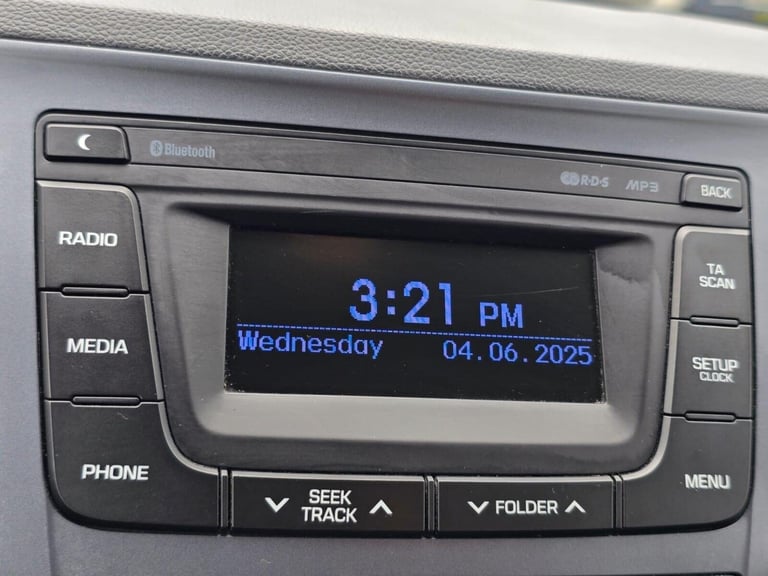 Bluetooth
R·D·S MP3 BACK
RADIO
TA
SCAN
3:21 PM
Wednesday 04.06.2025
MEDIA
SETUP
CLOCK
PHONE
SEEK
TRACK
FOLDER
MENU